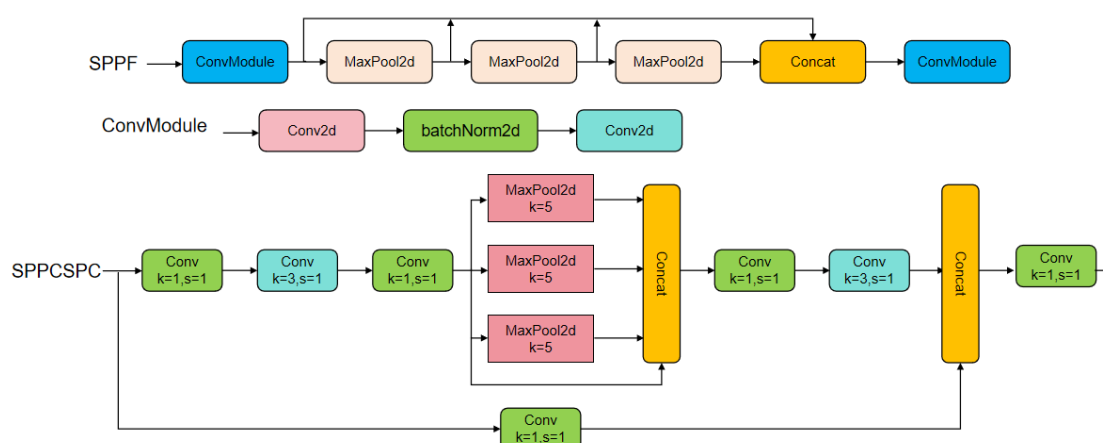 SPPF
ConvModule
MaxPool2d
MaxPool2d
MaxPool2d
Concat
ConvModule
ConvModule
Conv2d
batchNorm2d
Conv2d
SPPCSPC
Conv
k=1,s=1
Conv
k=3,s=1
Conv
k=1,s=1
MaxPool2d
k=5
MaxPool2d
k=5
MaxPool2d
k=5
Concat
Conv
k=1,s=1
Conv
k=3,s=1
Concat
Conv
k=1,s=1
Conv
k=1,s=1